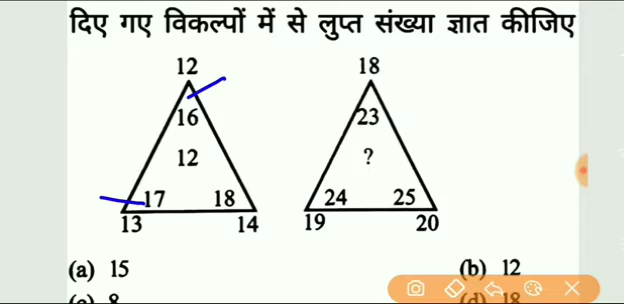 दिए गए विकल्पों में से लुप्त संख्या ज्ञात कीजिए
12 18
16 23
12 ?
17 18 24 25
13 14 19 20
(a) 15 (b) 12